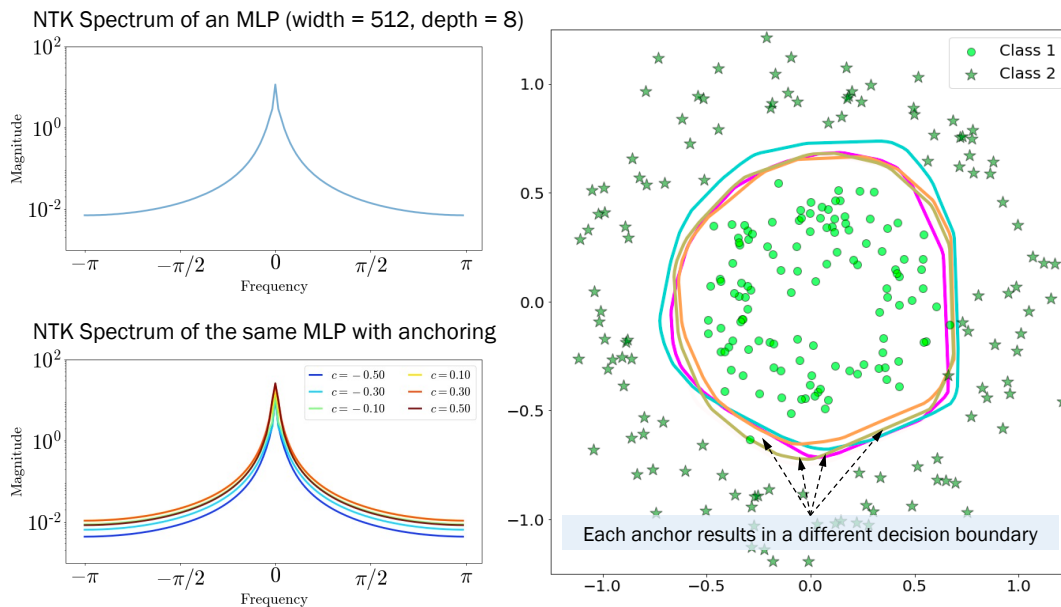 NTK Spectrum of an MLP (width = 512, depth = 8)
10^2
10^0
10^{-2}
Magnitude
−π
−π/2
0
π/2
π
Frequency
NTK Spectrum of the same MLP with anchoring
10^2
10^0
10^{-2}
Magnitude
c = −0.50
c = −0.30
c = −0.10
c = 0.10
c = 0.30
c = 0.50
−π
−π/2
0
π/2
π
Frequency
Class 1
Class 2
1.0
0.5
0.0
−0.5
−1.0
Each anchor results in a different decision boundary
−1.0
−0.5
0.0
0.5
1.0